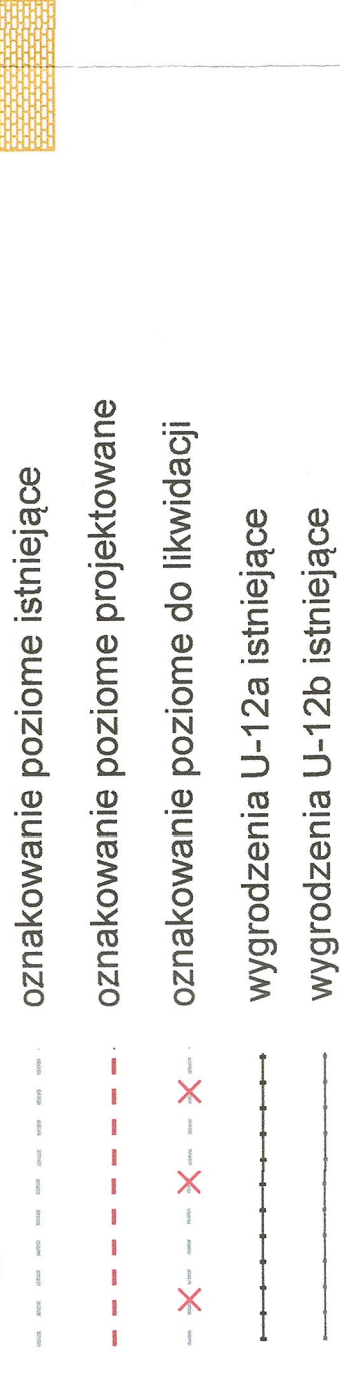 oznakowanie poziome istniejące
oznakowanie poziome projektowane
oznakowanie poziome do likwidacji
wygrodzenia U-12a istniejące
wygrodzenia U-12b istniejące